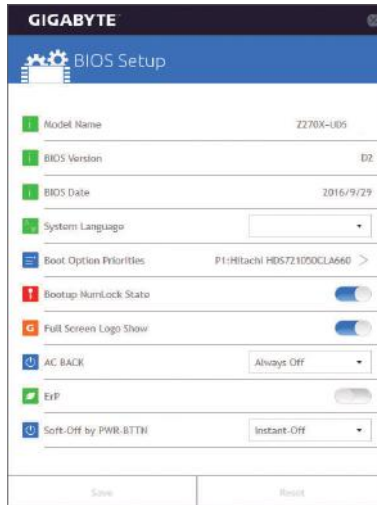 GIGABYTE
BIOS Setup
Model Name Z270X-UD5
BIOS Version D2
BIOS Date 2016/9/29
System Language
Boot Option Priorities P1:Hitachi HDS721050CLA660 >
Bootup NumLock State
G Full Screen Logo Show
AC BACK Always Off
ErP
Soft-Off by PWR-BTTN Instant-Off
Save Reset